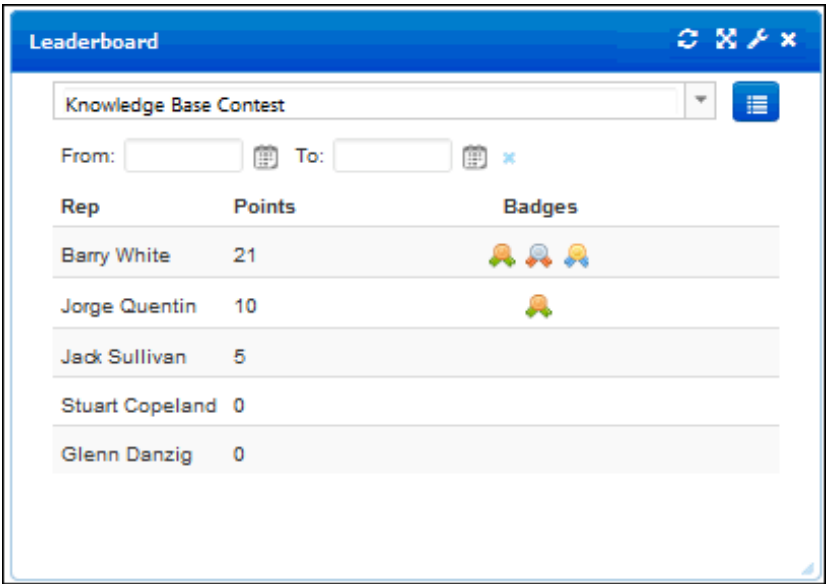 Leaderboard
Knowledge Base Contest
From: To:
Rep Points Badges
Barry White 21
Jorge Quentin 10
Jack Sullivan 5
Stuart Copeland 0
Glenn Danzig 0